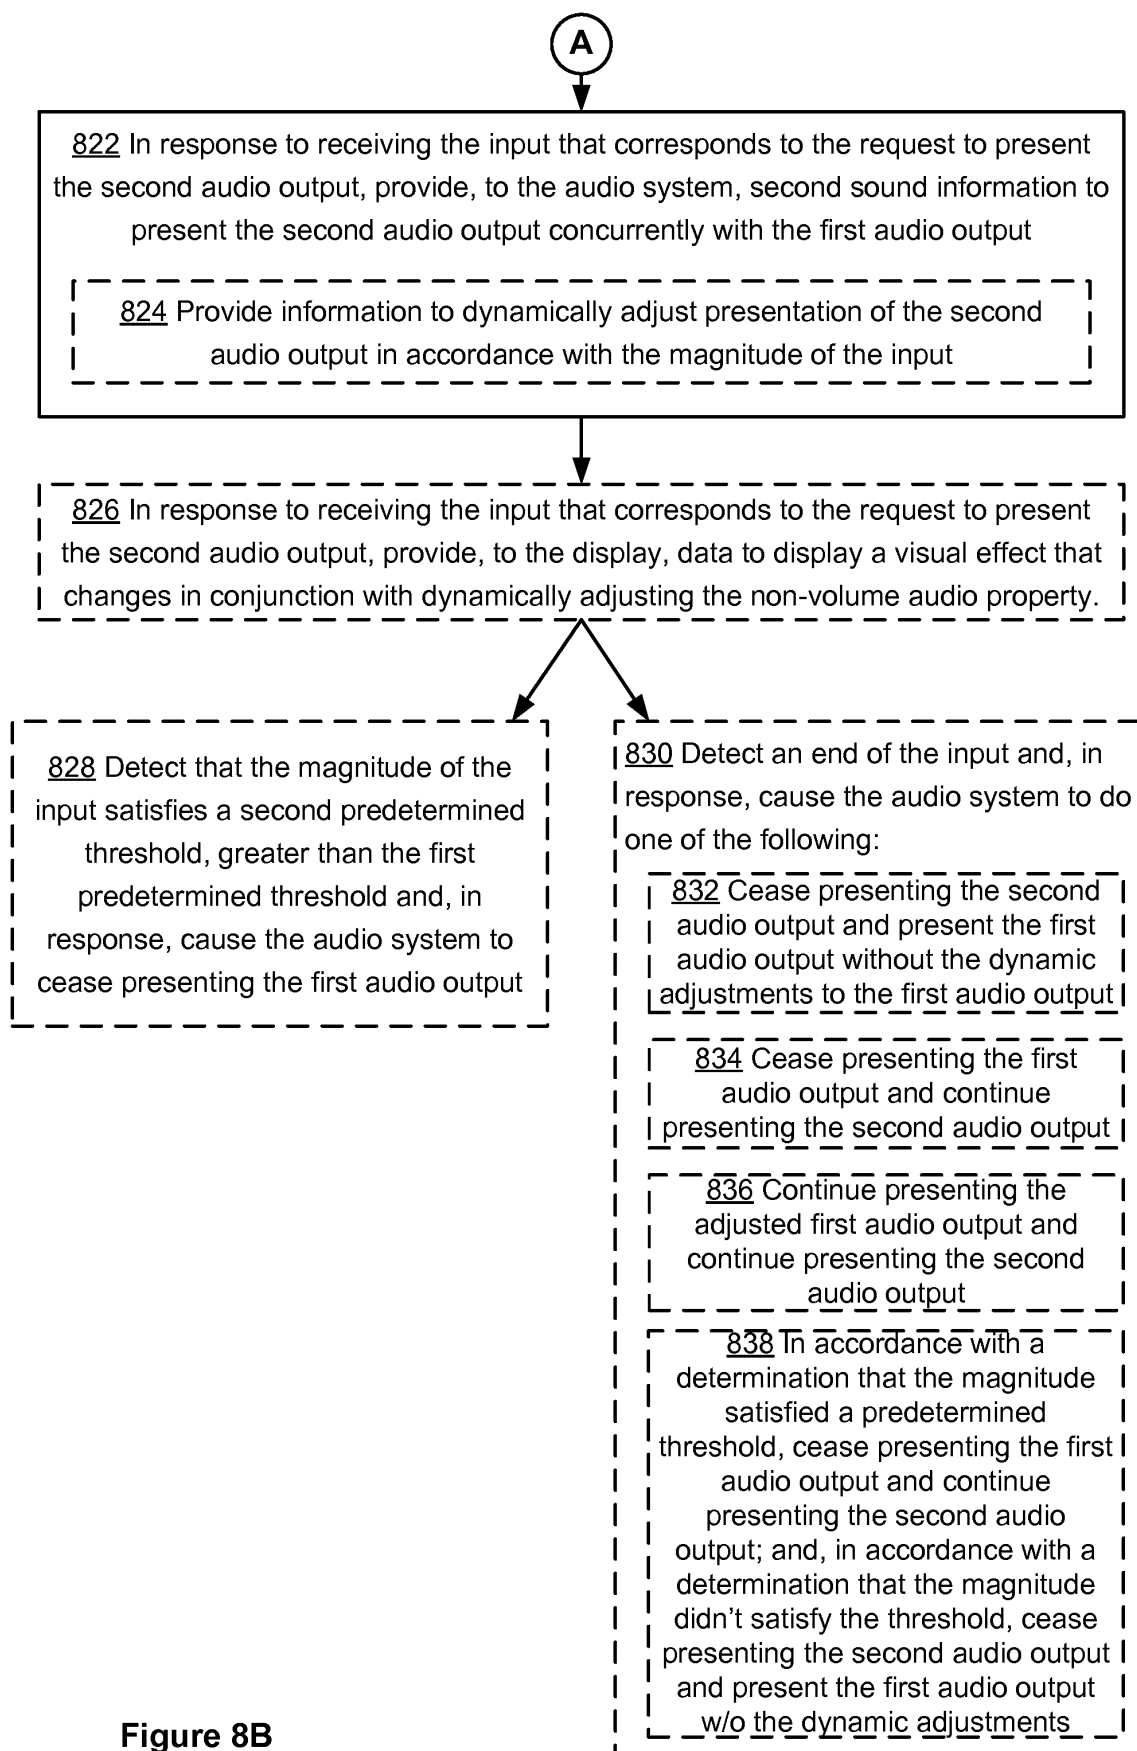 A
822 In response to receiving the input that corresponds to the request to present
the second audio output, provide, to the audio system, second sound information to
present the second audio output concurrently with the first audio output
824 Provide information to dynamically adjust presentation of the second
audio output in accordance with the magnitude of the input
826 In response to receiving the input that corresponds to the request to present
the second audio output, provide, to the display, data to display a visual effect that
changes in conjunction with dynamically adjusting the non-volume audio property.
828 Detect that the magnitude of the
input satisfies a second predetermined
threshold, greater than the first
predetermined threshold and, in
response, cause the audio system to
cease presenting the first audio output
830 Detect an end of the input and, in
response, cause the audio system to do
one of the following:
832 Cease presenting the second
audio output and present the first
audio output without the dynamic
adjustments to the first audio output
834 Cease presenting the first
audio output and continue
presenting the second audio output
836 Continue presenting the
adjusted first audio output and
continue presenting the second
audio output
838 In accordance with a
determination that the magnitude
satisfied a predetermined
threshold, cease presenting the first
audio output and continue
presenting the second audio
output; and, in accordance with a
determination that the magnitude
didn't satisfy the threshold, cease
presenting the second audio output
and present the first audio output
w/o the dynamic adjustments
Figure 8B